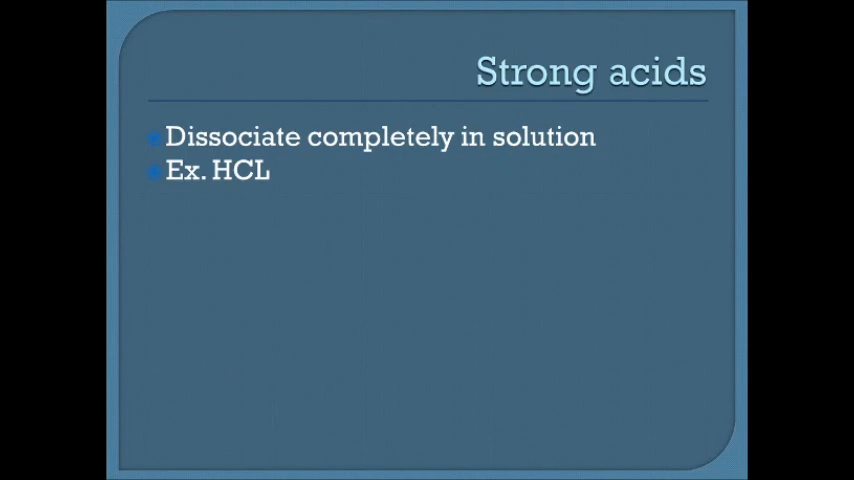 Strong acids
Dissociate completely in solution
Ex. HCL